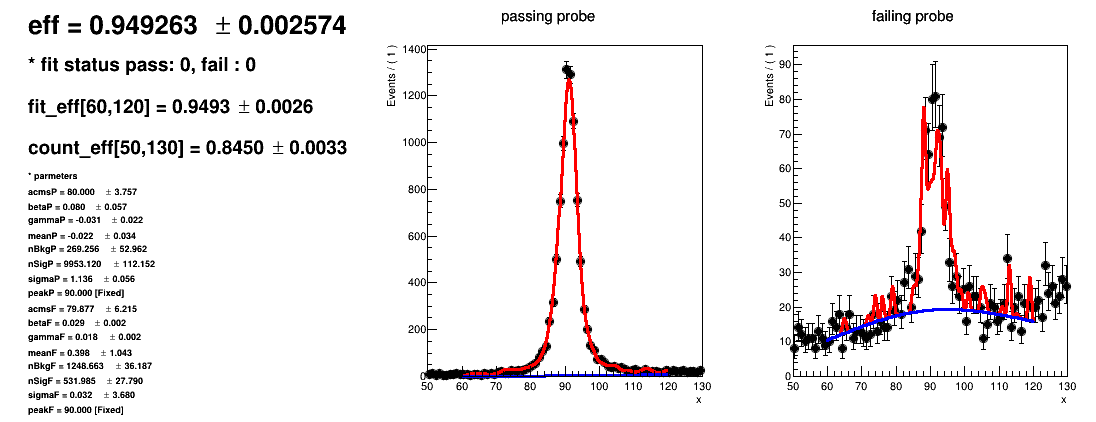 eff = 0.949263 ± 0.002574
* fit status pass: 0, fail : 0
fit_eff[60,120] = 0.9493 ± 0.0026
count_eff[50,130] = 0.8450 ± 0.0033
* parmeters
acmsP = 80.000 ± 3.757
betaP = 0.080 ± 0.057
gammaP = -0.031 ± 0.022
meanP = -0.022 ± 0.034
nBkgP = 269.256 ± 52.962
nSigP = 9953.120 ± 112.152
sigmaP = 1.136 ± 0.056
peakP = 90.000 [Fixed]
acmsF = 79.877 ± 6.215
betaF = 0.029 ± 0.002
gammaF = 0.018 ± 0.002
meanF = 0.398 ± 1.043
nBkgF = 1248.663 ± 36.187
nSigF = 531.985 ± 27.790
sigmaF = 0.032 ± 3.680
peakF = 90.000 [Fixed]
passing probe
Events / ( 1 )
1400
1200
1000
800
600
400
200
0
50 60 70 80 90 100 110 120 130
x
failing probe
Events / ( 1 )
90
80
70
60
50
40
30
20
10
0
50 60 70 80 90 100 110 120 130
x